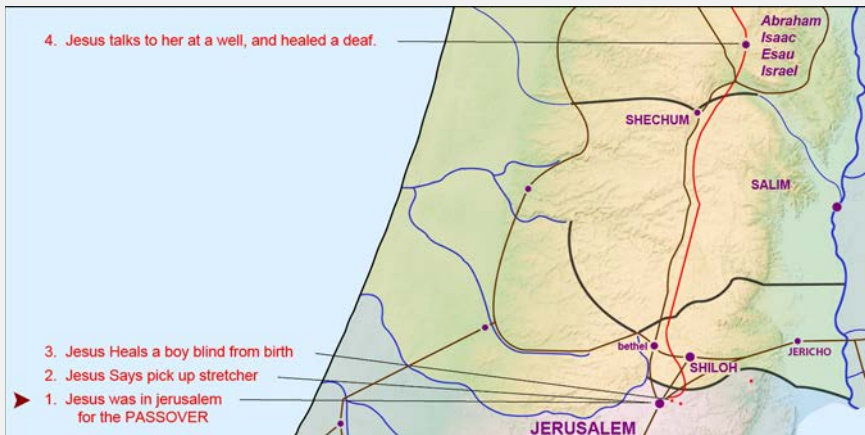 4. Jesus talks to her at a well, and healed a deaf.
Abraham
Isaac
Esau
Israel
SHECHUM
SALIM
3. Jesus Heals a boy blind from birth
2. Jesus Says pick up stretcher
1. Jesus was in jerusalem
for the PASSOVER
bethel
SHILOH
JERICHO
JERUSALEM